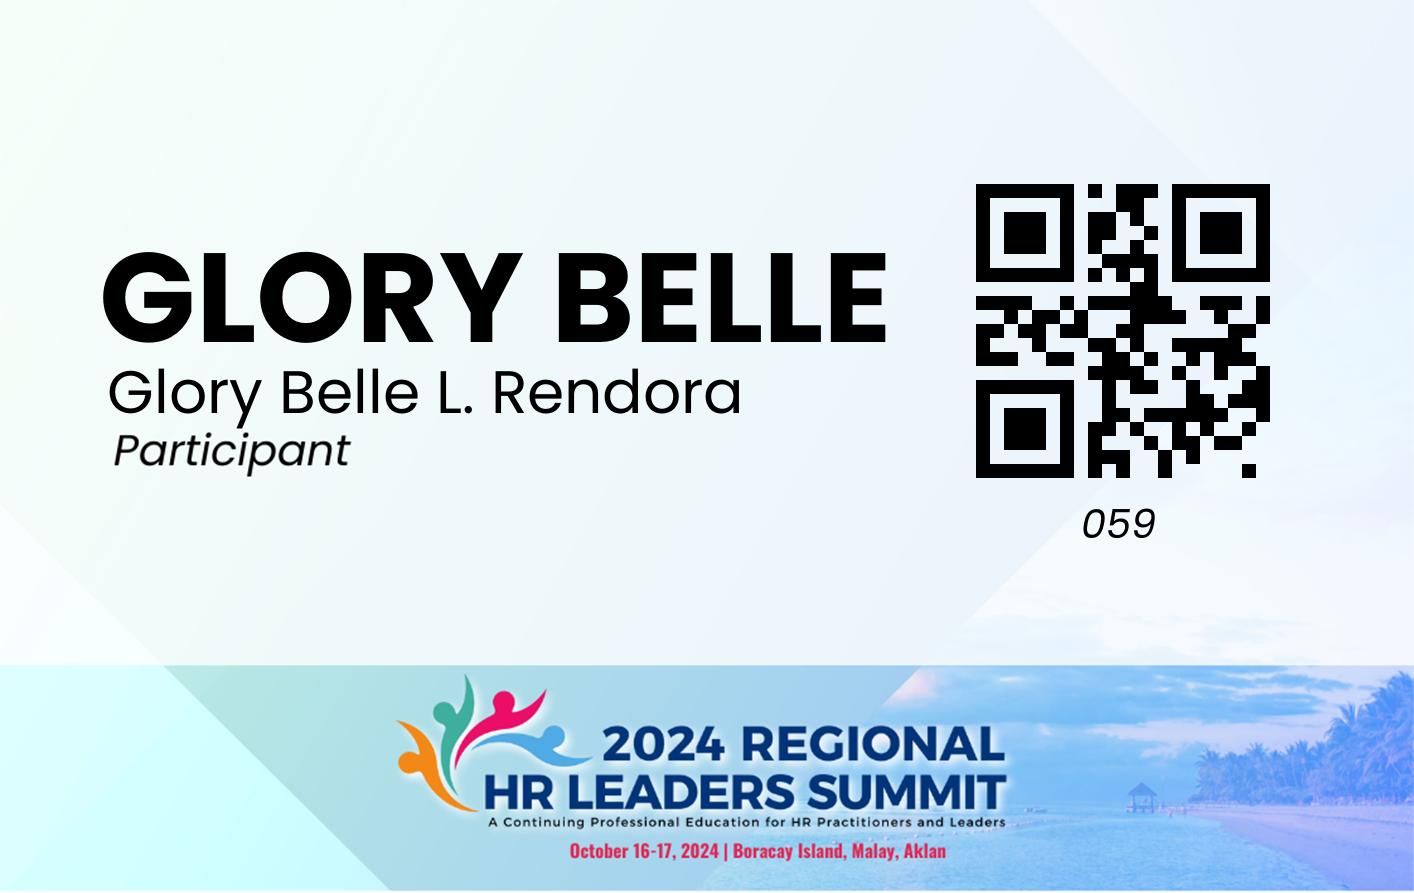 GLORY BELLE
Glory Belle L. Rendora
Participant
059
2024 REGIONAL
HR LEADERS SUMMIT
A Continuing Professional Education for HR Practitioners and Leaders
October 16-17, 2024 | Boracay Island, Malay, Aklan